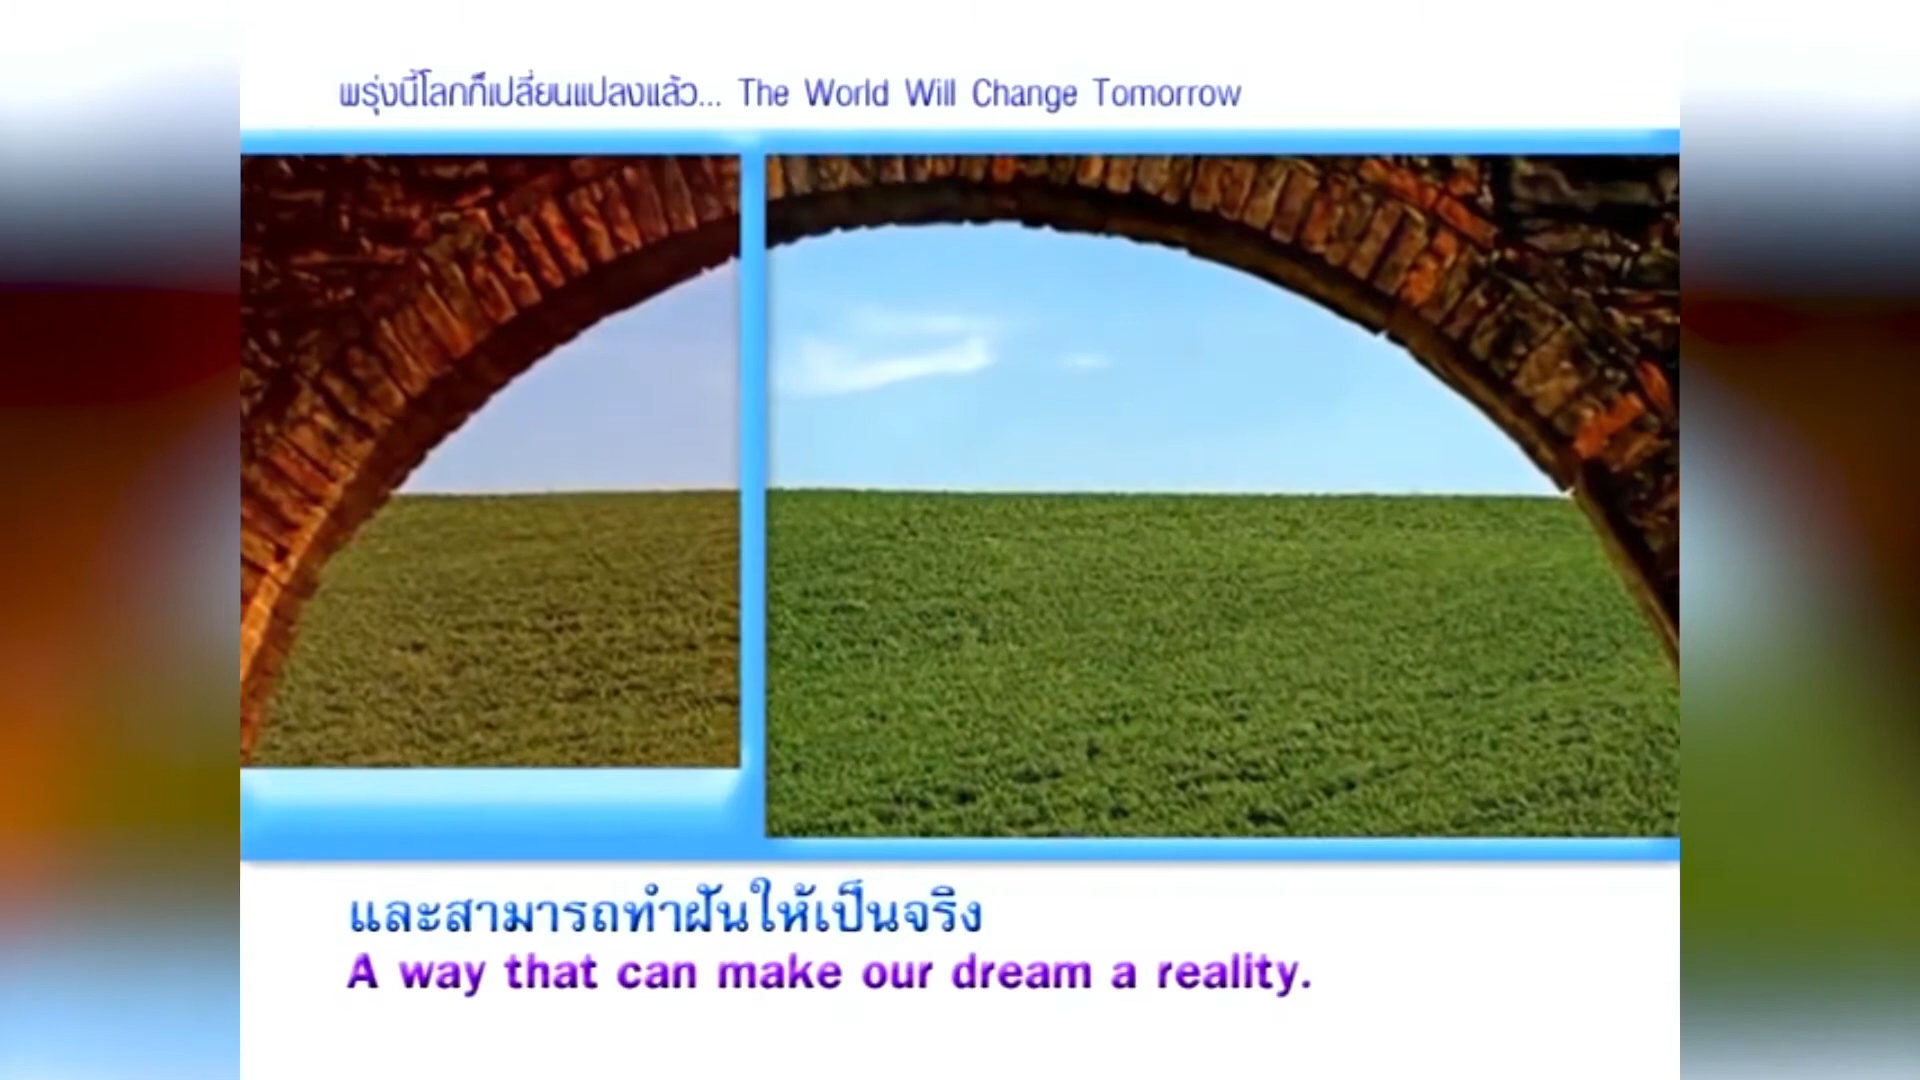 พรุ่งนี้โลกก็เปลี่ยนแปลงแล้ว... The World Will Change Tomorrow
และสามารถทำฝันให้เป็นจริง
A way that can make our dream a reality.